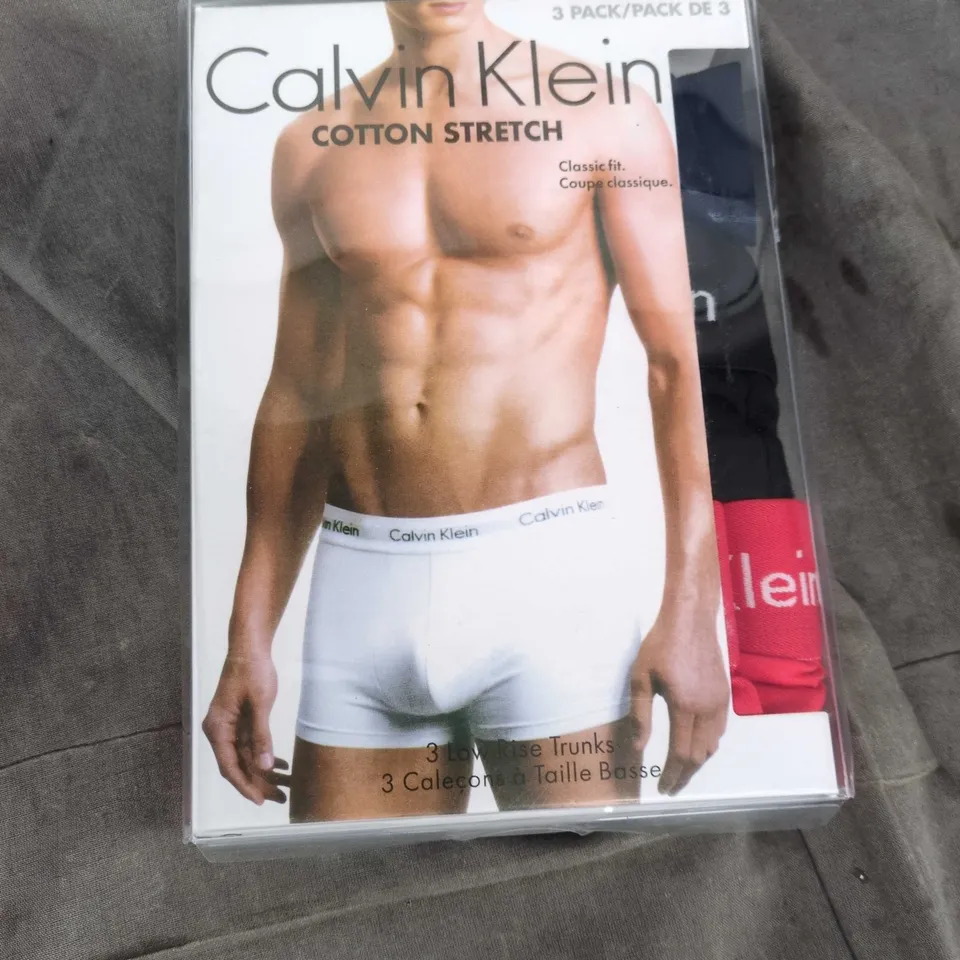 3 PACK/PACK DE 3
Calvin Klein
COTTON STRETCH
Classic fit.
Coupe classique.
n
Calvin Klein
Calvin Klein
in Klein
Klein
3 Low Rise Trunks
3 Caleçons à Taille Basse